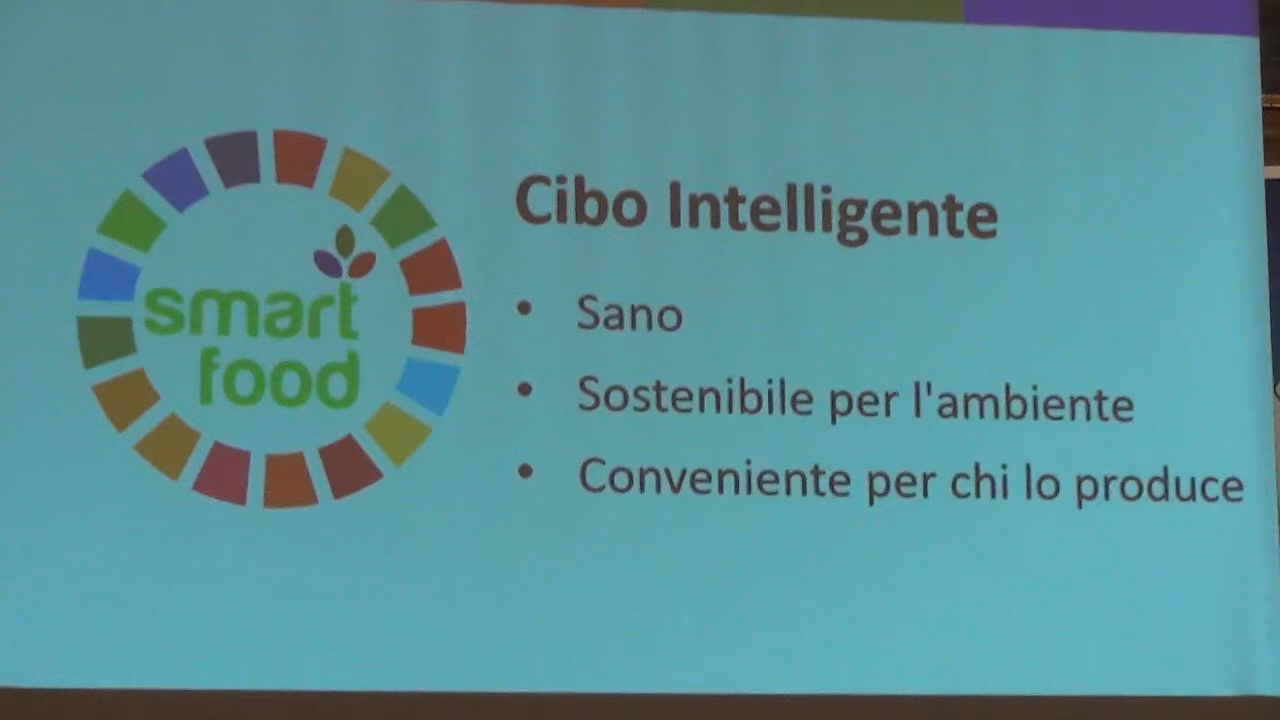 smart
food
Cibo Intelligente
• Sano
• Sostenibile per l'ambiente
• Conveniente per chi lo produce